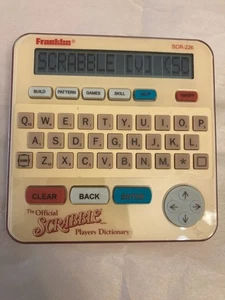 Franklin® SCR-226
SCRABBLE [v] (SO
BUILD PATTERN GAMES SKILL HELP ON/OFF
Q W E R T Y U I O P
A S D F G H J K L
Z X C V B N M *
CLEAR BACK ENTER
The Official
SCRABBLE
Players Dictionary